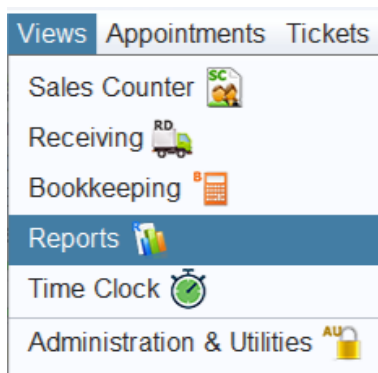 Views Appointments Tickets
Sales Counter SC
Receiving RD
Bookkeeping B
Reports
Time Clock
Administration & Utilities AU